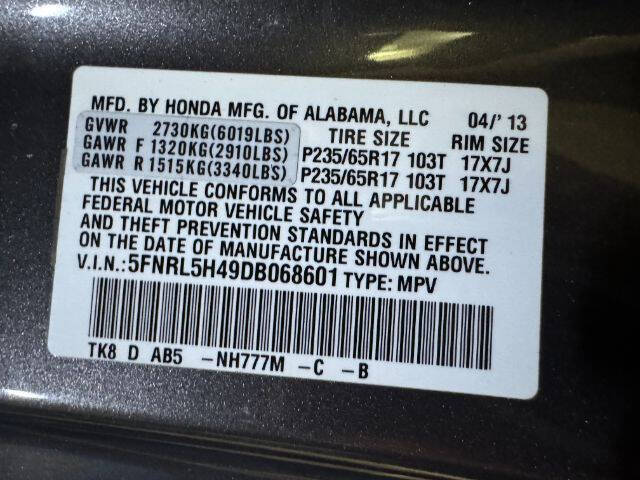 MFD. BY HONDA MFG. OF ALABAMA, LLC 04/'13
GVWR 2730KG(6019LBS) TIRE SIZE RIM SIZE
GAWR F 1320KG(2910LBS) P235/65R17 103T 17X7J
GAWR R 1515KG(3340LBS) P235/65R17 103T 17X7J
THIS VEHICLE CONFORMS TO ALL APPLICABLE
FEDERAL MOTOR VEHICLE SAFETY
AND THEFT PREVENTION STANDARDS IN EFFECT
ON THE DATE OF MANUFACTURE SHOWN ABOVE.
V.I.N.:5FNRL5H49DB068601 TYPE: MPV
TK8 D AB5 -NH777M -C -B